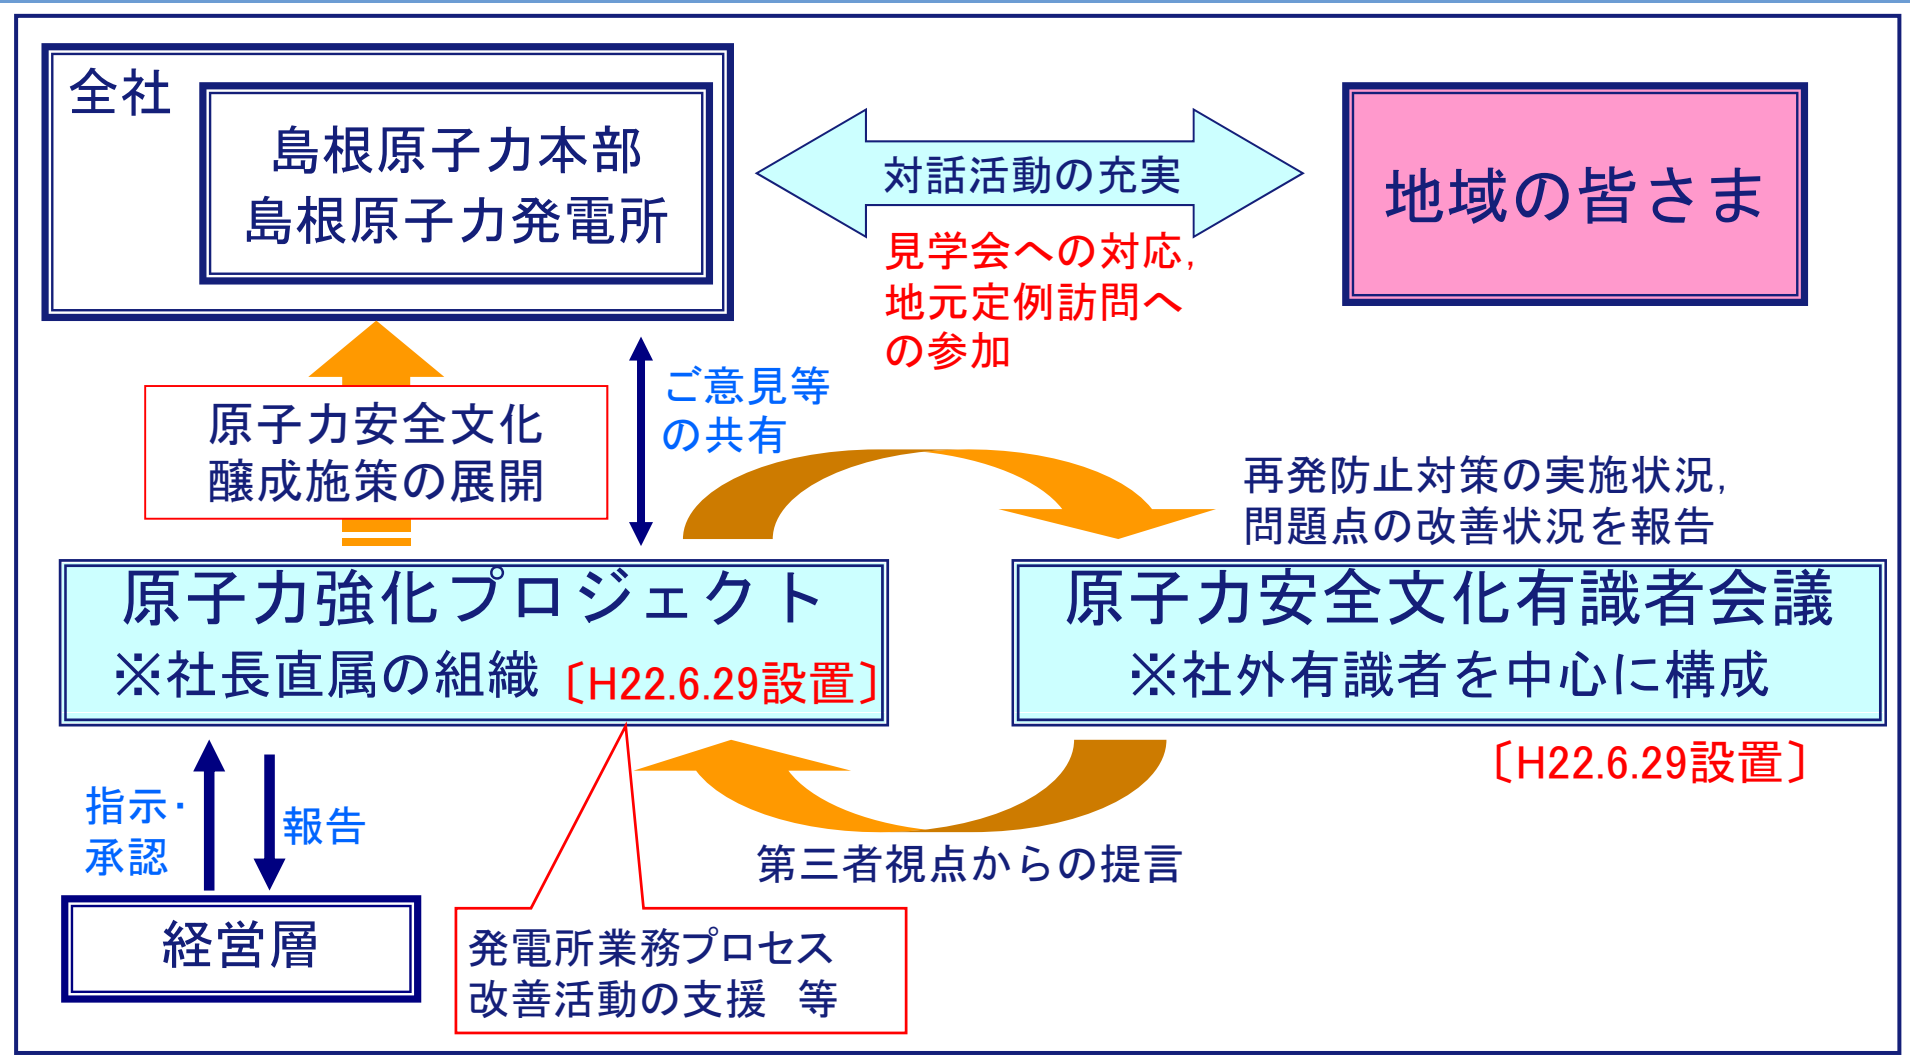 全社
島根原子力本部
島根原子力発電所
対話活動の充実
見学会への対応,
地元定例訪問へ
の参加
地域の皆さま
原子力安全文化
醸成施策の展開
ご意見等
の共有
再発防止対策の実施状況,
問題点の改善状況を報告
原子力強化プロジェクト
※社長直属の組織
〔H22.6.29設置〕
原子力安全文化有識者会議
※社外有識者を中心に構成
〔H22.6.29設置〕
指示・
承認
報告
第三者視点からの提言
経営層
発電所業務プロセス
改善活動の支援　等